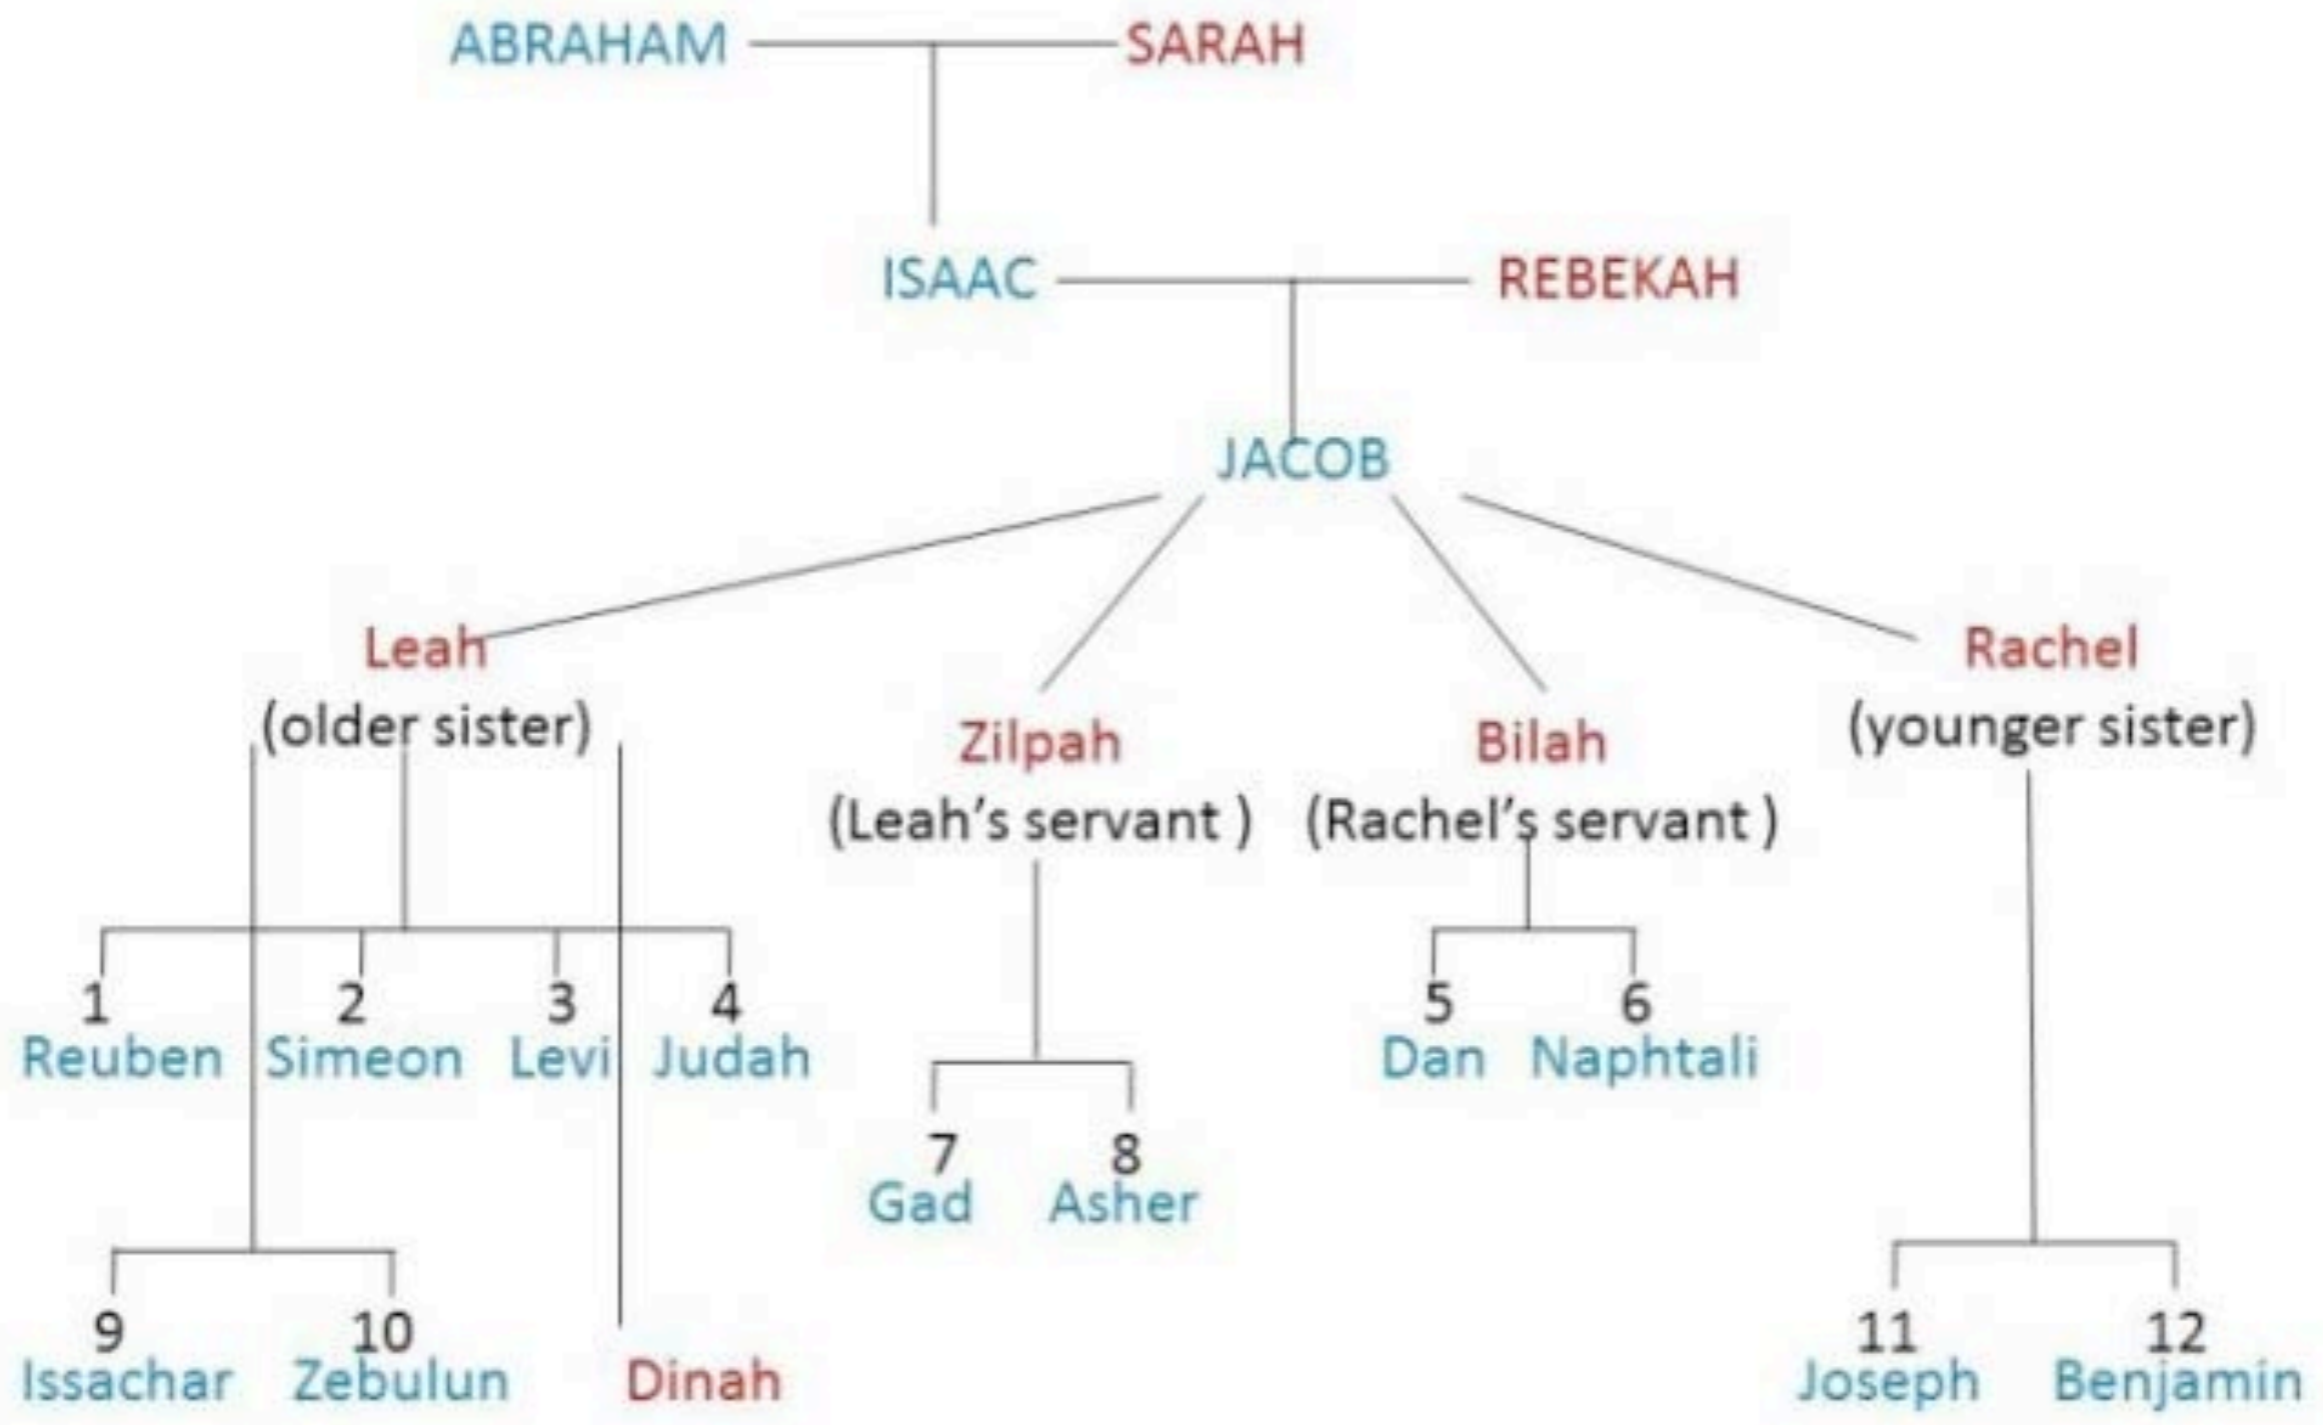 ABRAHAM SARAH
ISAAC REBEKAH
JACOB
Leah Rachel
(older sister) (younger sister)
Zilpah Bilah
(Leah's servant ) (Rachel's servant )
1 2 3 4 5 6
Reuben Simeon Levi Judah Dan Naphtali
7 8
Gad Asher
9 10 11 12
Issachar Zebulun Dinah Joseph Benjamin